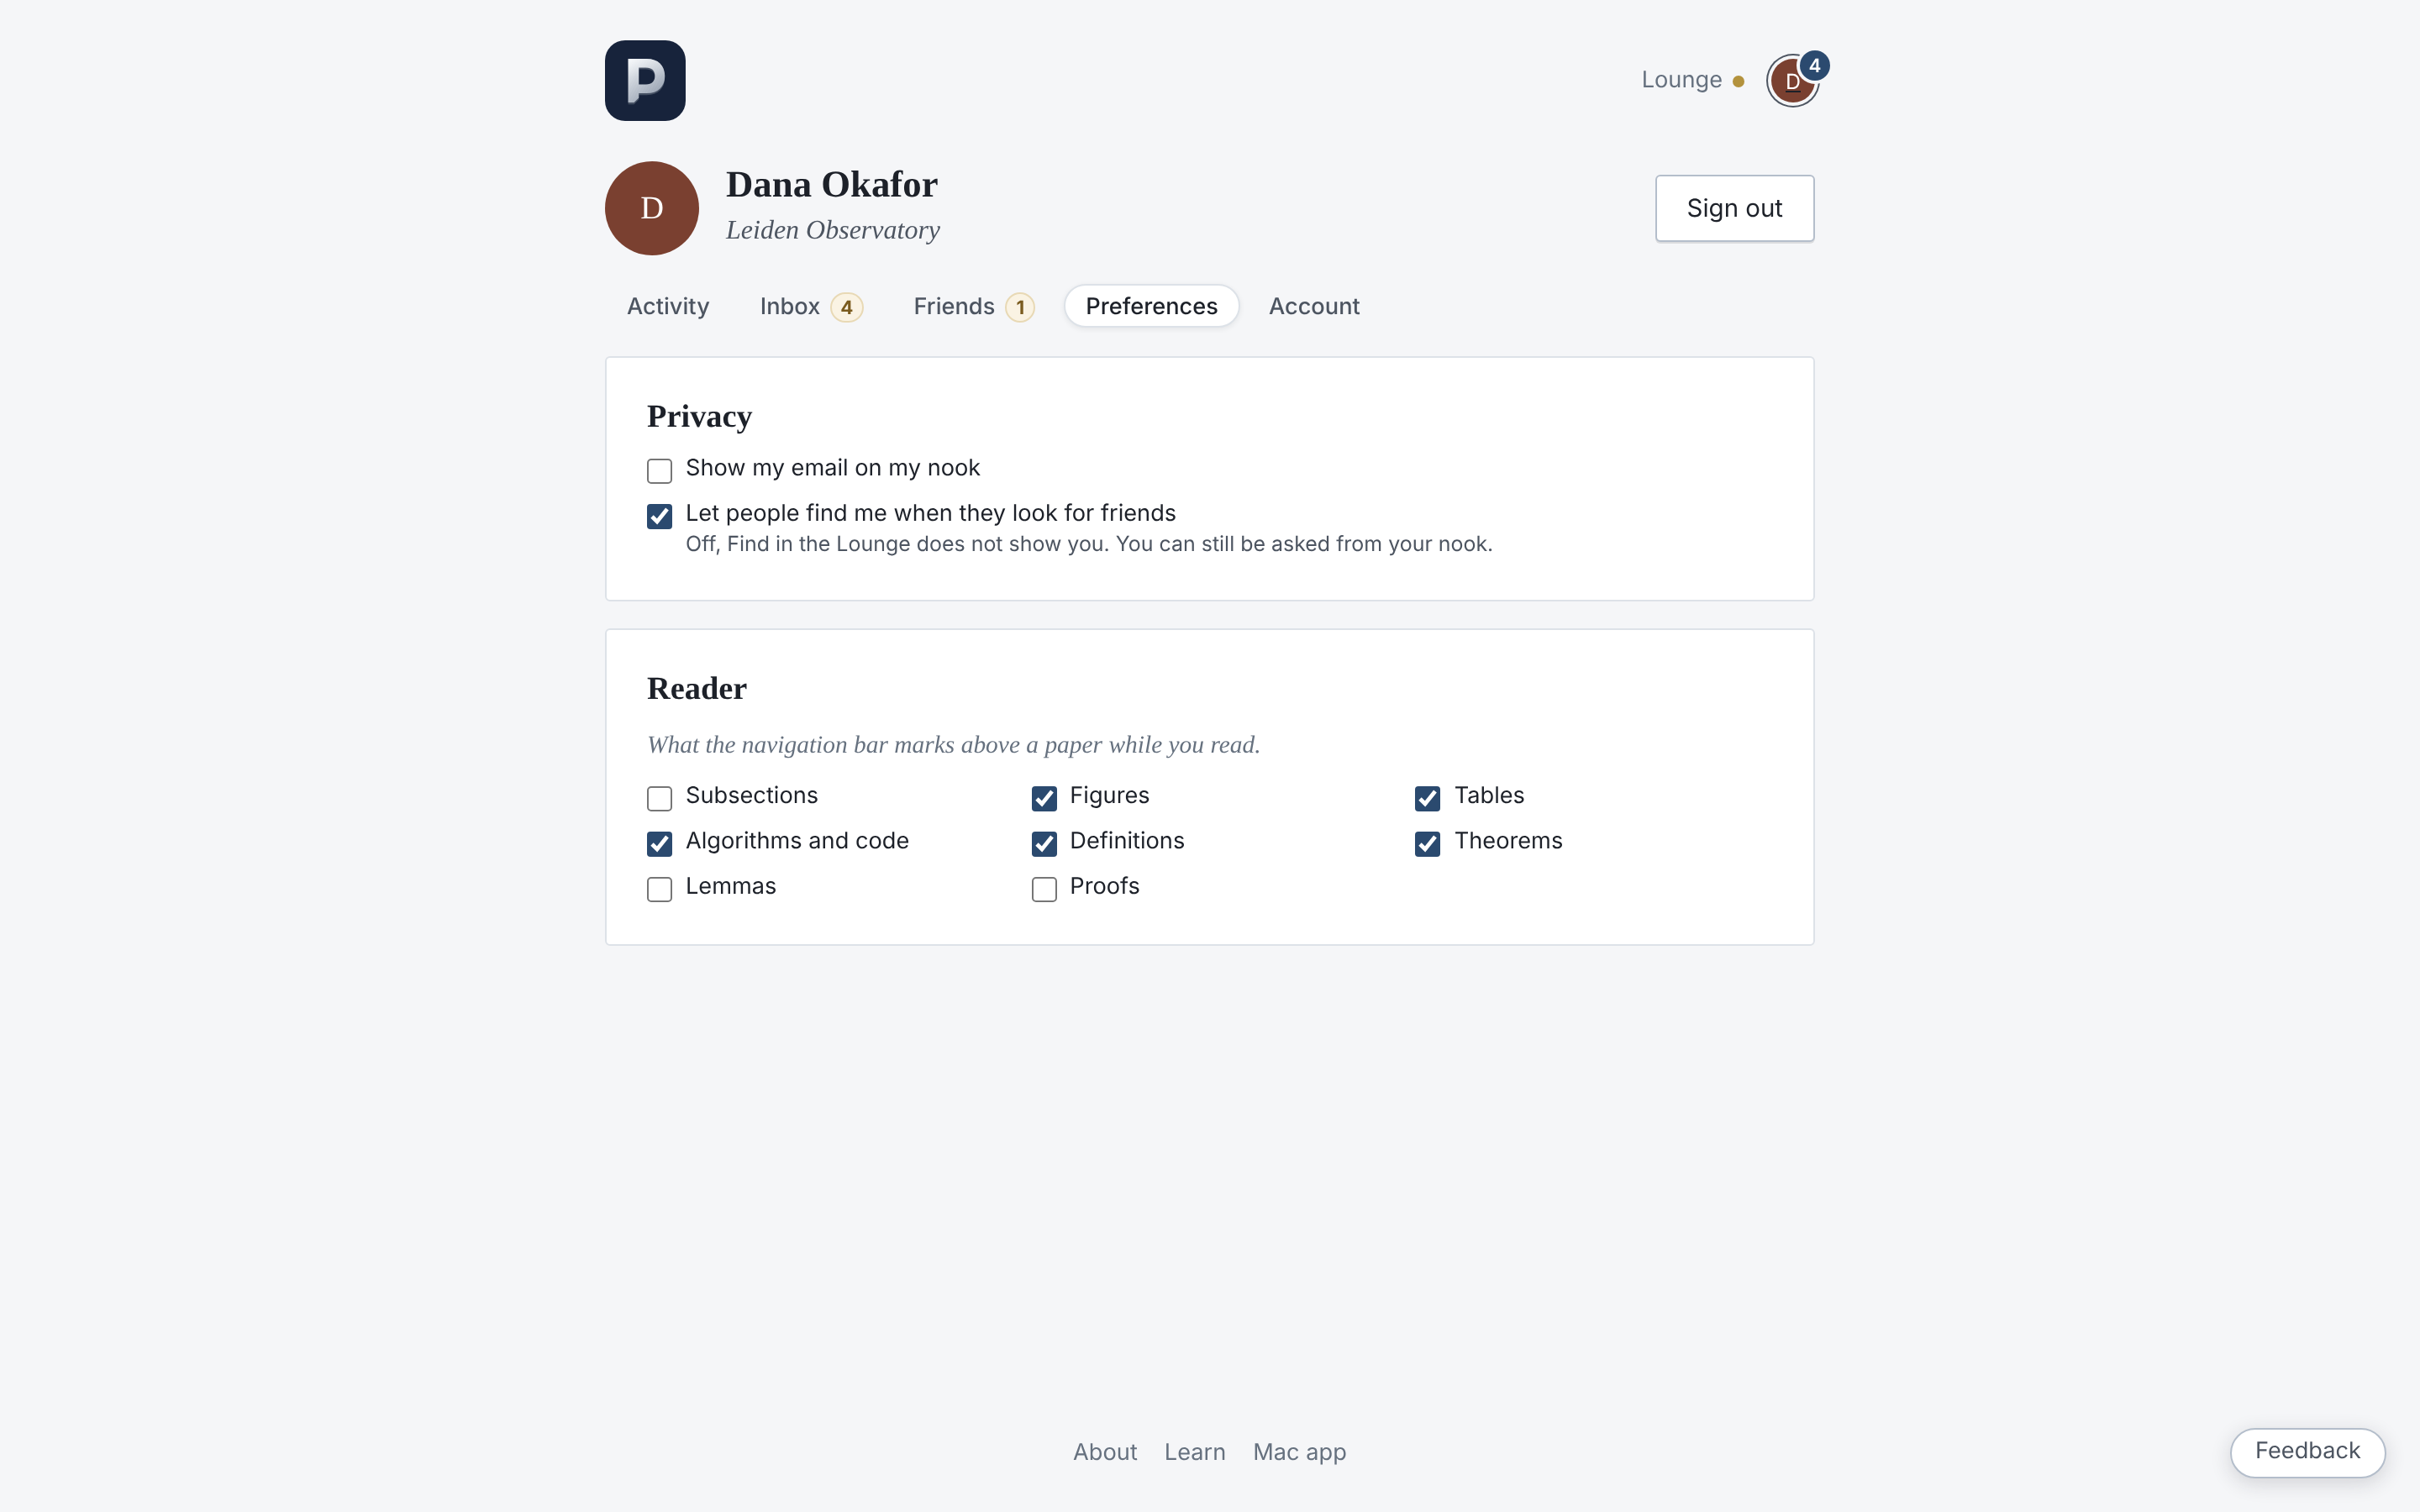 P
Lounge
D
4
D
Dana Okafor
Leiden Observatory
Sign out
Activity Inbox 4 Friends 1 Preferences Account
Privacy
Show my email on my nook
Let people find me when they look for friends
Off, Find in the Lounge does not show you. You can still be asked from your nook.
Reader
What the navigation bar marks above a paper while you read.
Subsections Figures Tables
Algorithms and code Definitions Theorems
Lemmas Proofs
About Learn Mac app
Feedback